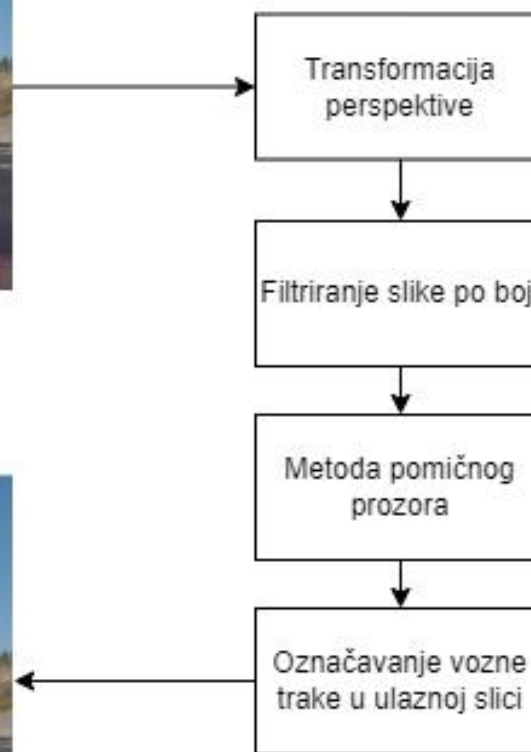 Transformacija
perspektive
Filtriranje slike po boj
Metoda pomičnog
prozora
Označavanje vozne
trake u ulaznoj slici